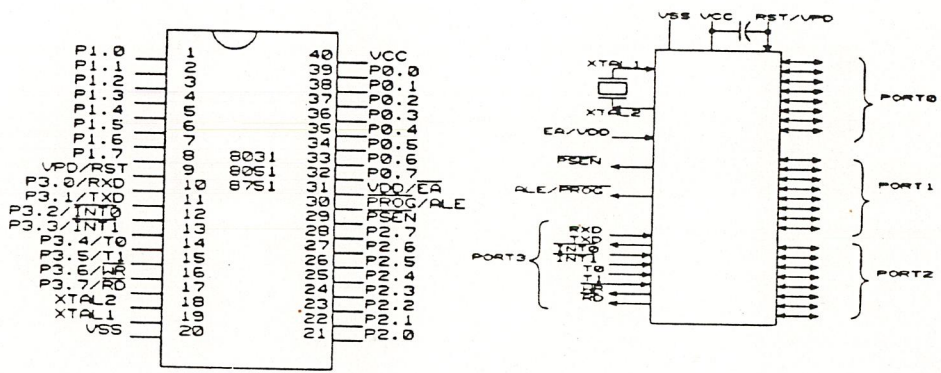 P1.0 1 40 VCC
P1.1 2 39 P0.0
P1.2 3 38 P0.1
P1.3 4 37 P0.2
P1.4 5 36 P0.3
P1.5 6 35 P0.4
P1.6 7 34 P0.5
P1.7 8 8031 33 P0.6
VPD/RST 9 8051 32 P0.7
P3.0/RXD 10 8751 31 VDD/EA
P3.1/TXD 11 30 PROG/ALE
P3.2/INT0 12 29 PSEN
P3.3/INT1 13 28 P2.7
P3.4/T0 14 27 P2.6
P3.5/T1 15 26 P2.5
P3.6/WR 16 25 P2.4
P3.7/RD 17 24 P2.3
XTAL2 18 23 P2.2
XTAL1 19 22 P2.1
VSS 20 21 P2.0
VSS VCC RST/VPD
XTAL1
XTAL2
EA/VDD
PSEN
ALE/PROG
PORT3
RXD
TXD
INT0
INT1
T0
T1
RD
PORT0
PORT1
PORT2